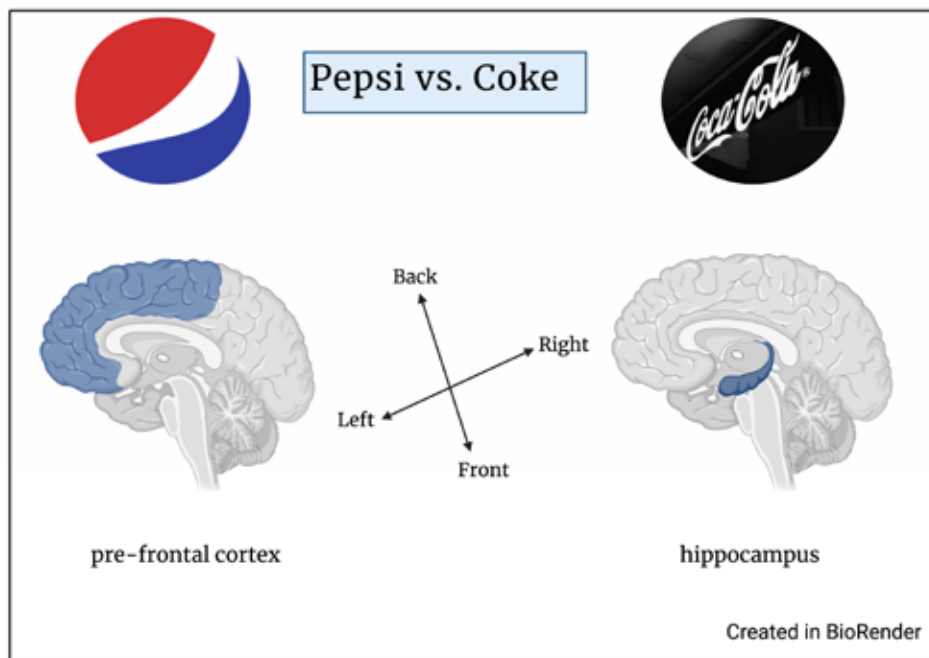 Pepsi vs. Coke
Coca-Cola®
Back
Right
Left
Front
pre-frontal cortex
hippocampus
Created in BioRender